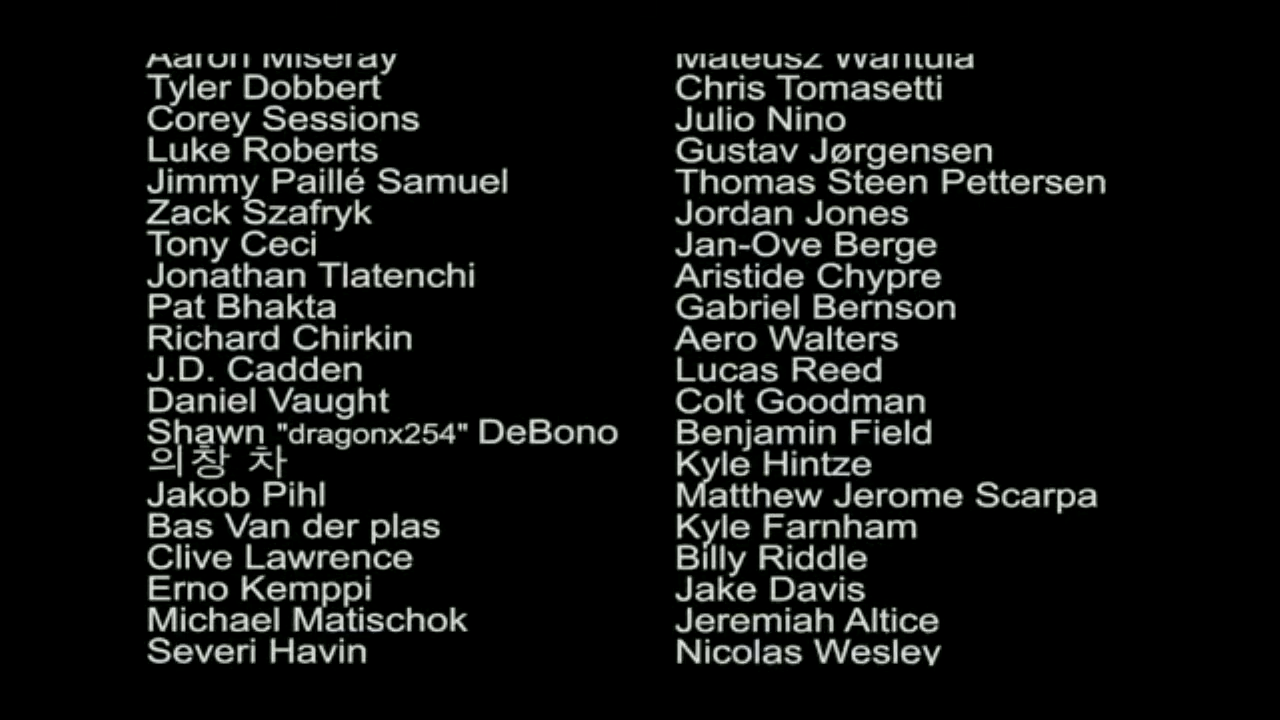 Aaron Miseray
Tyler Dobbert
Corey Sessions
Luke Roberts
Jimmy Paillé Samuel
Zack Szafryk
Tony Ceci
Jonathan Tlatenchi
Pat Bhakta
Richard Chirkin
J.D. Cadden
Daniel Vaught
Shawn "dragonx254" DeBono
의창 차
Jakob Pihl
Bas Van der plas
Clive Lawrence
Erno Kemppi
Michael Matischok
Severi Havin
Mateusz Wantula
Chris Tomasetti
Julio Nino
Gustav Jørgensen
Thomas Steen Pettersen
Jordan Jones
Jan-Ove Berge
Aristide Chypre
Gabriel Bernson
Aero Walters
Lucas Reed
Colt Goodman
Benjamin Field
Kyle Hintze
Matthew Jerome Scarpa
Kyle Farnham
Billy Riddle
Jake Davis
Jeremiah Altice
Nicolas Wesley